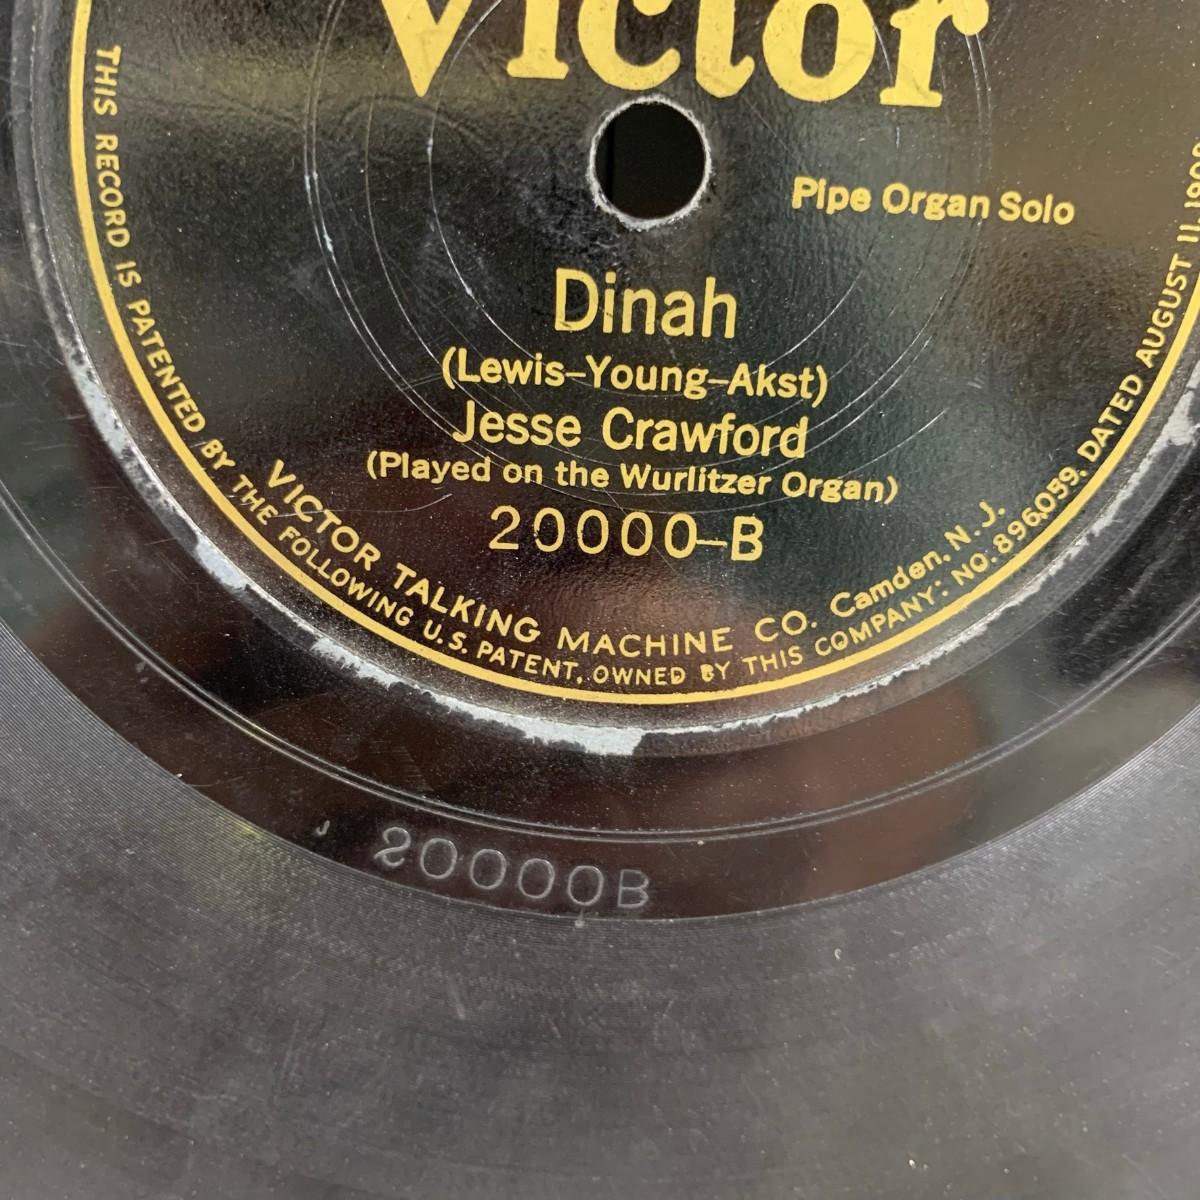 Victor
Pipe Organ Solo
Dinah
(Lewis–Young–Akst)
Jesse Crawford
(Played on the Wurlitzer Organ)
20000–B
VICTOR TALKING MACHINE CO. Camden, N. J.
THIS RECORD IS PATENTED BY THE FOLLOWING U.S. PATENT, OWNED BY THIS COMPANY: NO. 896,059, DATED AUGUST 11, 1908
20000B